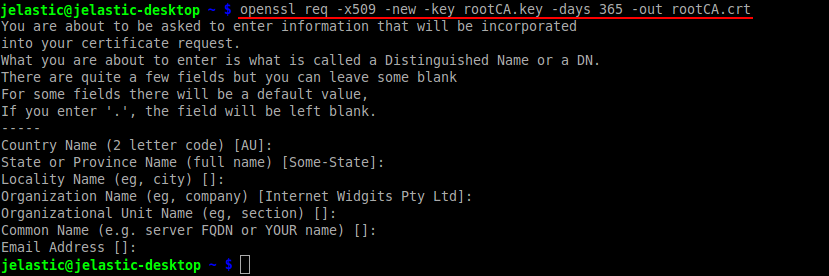 jelastic@jelastic-desktop ~ $ openssl req -x509 -new -key rootCA.key -days 365 -out rootCA.crt
You are about to be asked to enter information that will be incorporated
into your certificate request.
What you are about to enter is what is called a Distinguished Name or a DN.
There are quite a few fields but you can leave some blank
For some fields there will be a default value,
If you enter '.', the field will be left blank.
-----
Country Name (2 letter code) [AU]:
State or Province Name (full name) [Some-State]:
Locality Name (eg, city) []:
Organization Name (eg, company) [Internet Widgits Pty Ltd]:
Organizational Unit Name (eg, section) []:
Common Name (e.g. server FQDN or YOUR name) []:
Email Address []:
jelastic@jelastic-desktop ~ $